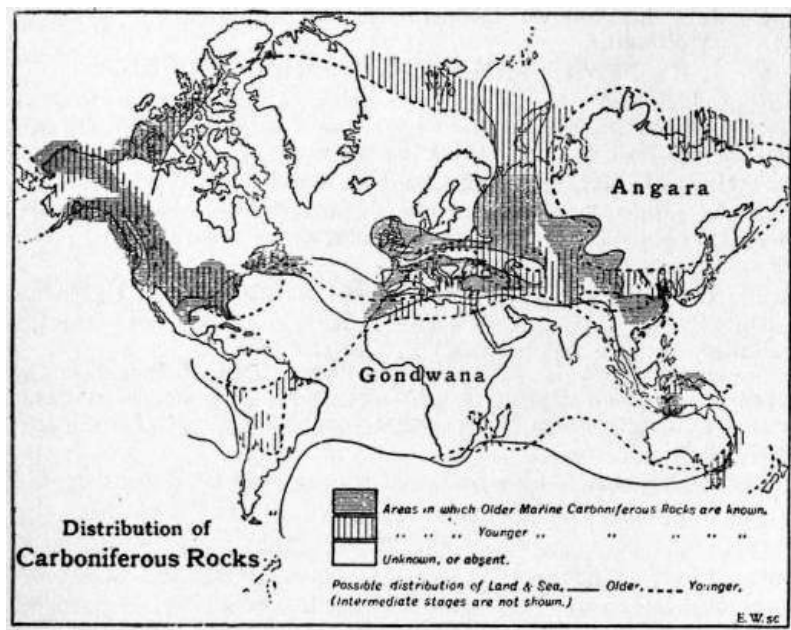 Angara
Gondwana
Distribution of
Carboniferous Rocks
Areas in which Older Marine Carboniferous Rocks are known.
,, ,, ,, Younger ,, ,, ,, ,, ,,
Unknown, or absent.
Possible distribution of Land & Sea, Older, Younger,
(Intermediate stages are not shown.)
E.W. sc